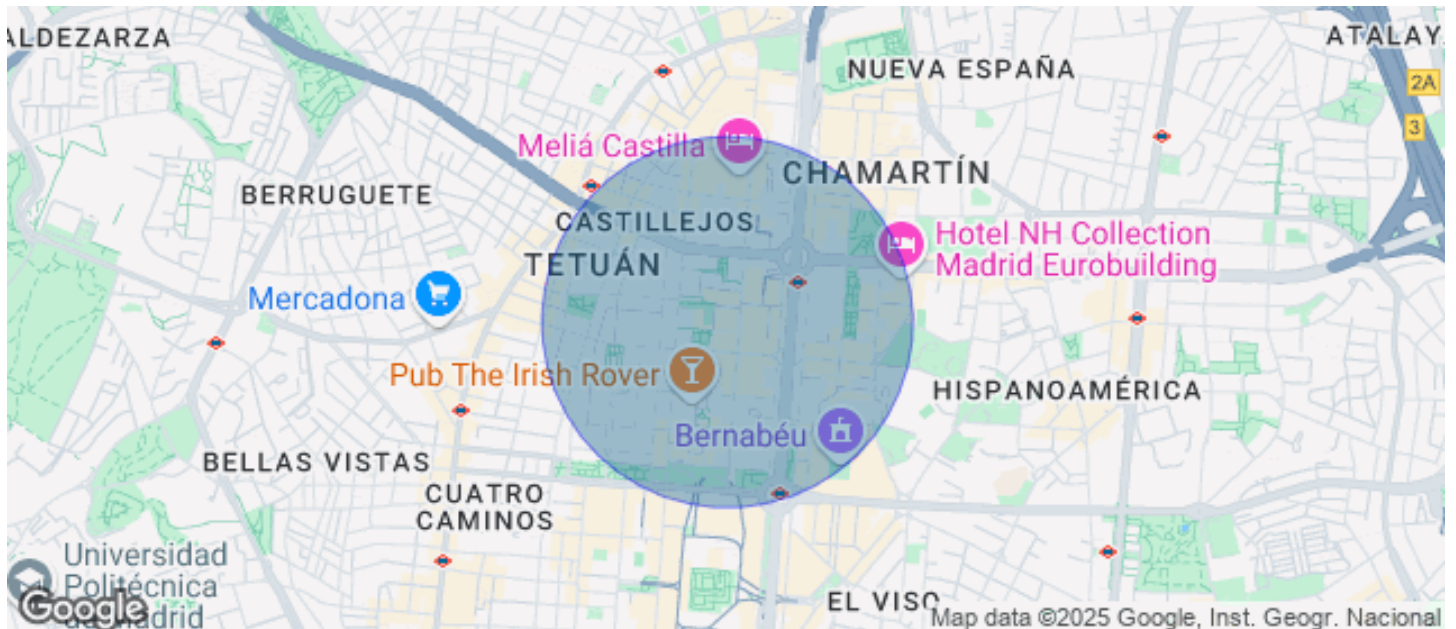 ALDEZARZA
ATALAY
NUEVA ESPAÑA
2A
3
Meliá Castilla
CHAMARTÍN
BERRUGUETE
CASTILLEJOS
Hotel NH Collection
Madrid Eurobuilding
TETUÁN
Mercadona
Pub The Irish Rover
HISPANOAMÉRICA
Bernabéu
BELLAS VISTAS
CUATRO
CAMINOS
Universidad
Politécnica
de Madrid
Google
EL VISO
Map data ©2025 Google, Inst. Geogr. Nacional